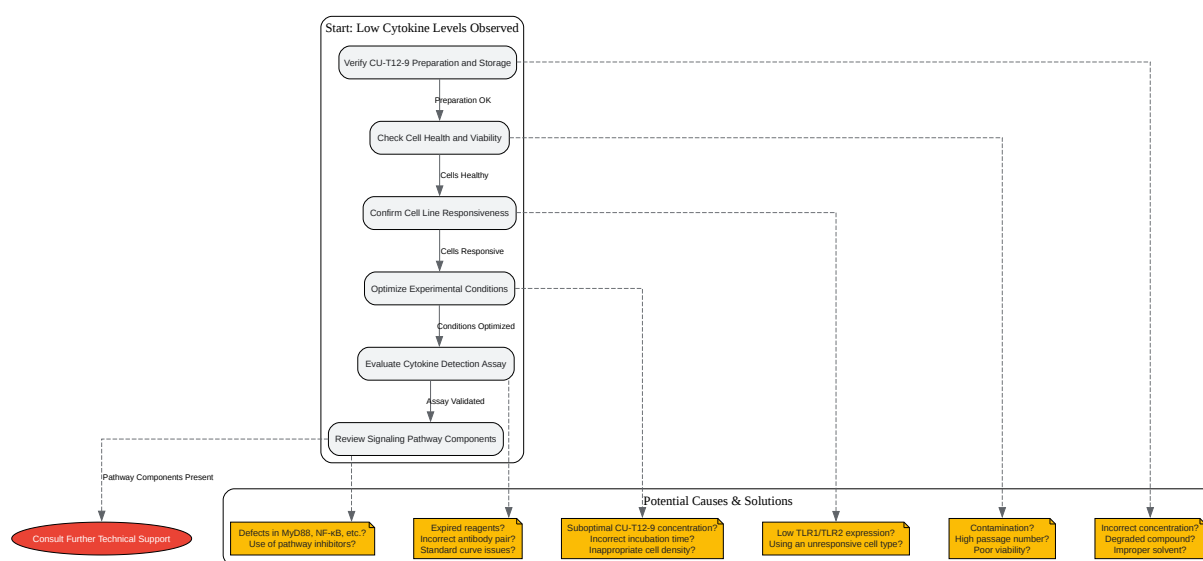 Start: Low Cytokine Levels Observed
Verify CU-T12-9 Preparation and Storage
Preparation OK
Check Cell Health and Viability
Cells Healthy
Confirm Cell Line Responsiveness
Cells Responsive
Optimize Experimental Conditions
Conditions Optimized
Evaluate Cytokine Detection Assay
Assay Validated
Review Signaling Pathway Components
Pathway Components Present
Consult Further Technical Support
Potential Causes & Solutions
Defects in MyD88, NF-κB, etc.?
Use of pathway inhibitors?
Expired reagents?
Incorrect antibody pair?
Standard curve issues?
Suboptimal CU-T12-9 concentration?
Incorrect incubation time?
Inappropriate cell density?
Low TLR1/TLR2 expression?
Using an unresponsive cell type?
Contamination?
High passage number?
Poor viability?
Incorrect concentration?
Degraded compound?
Improper solvent?